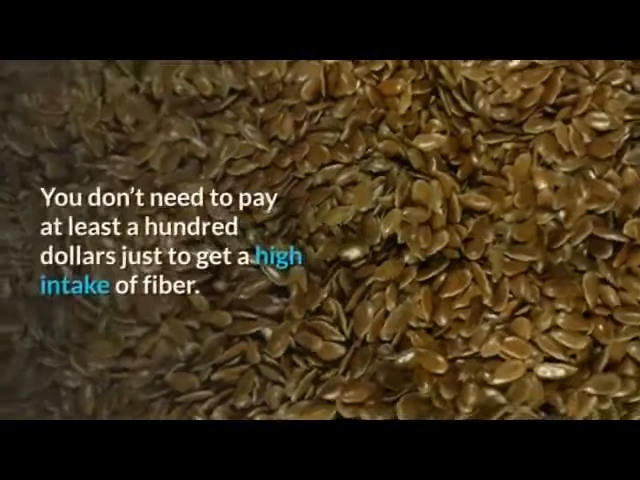 You don't need to pay
at least a hundred
dollars just to get a high
intake of fiber.